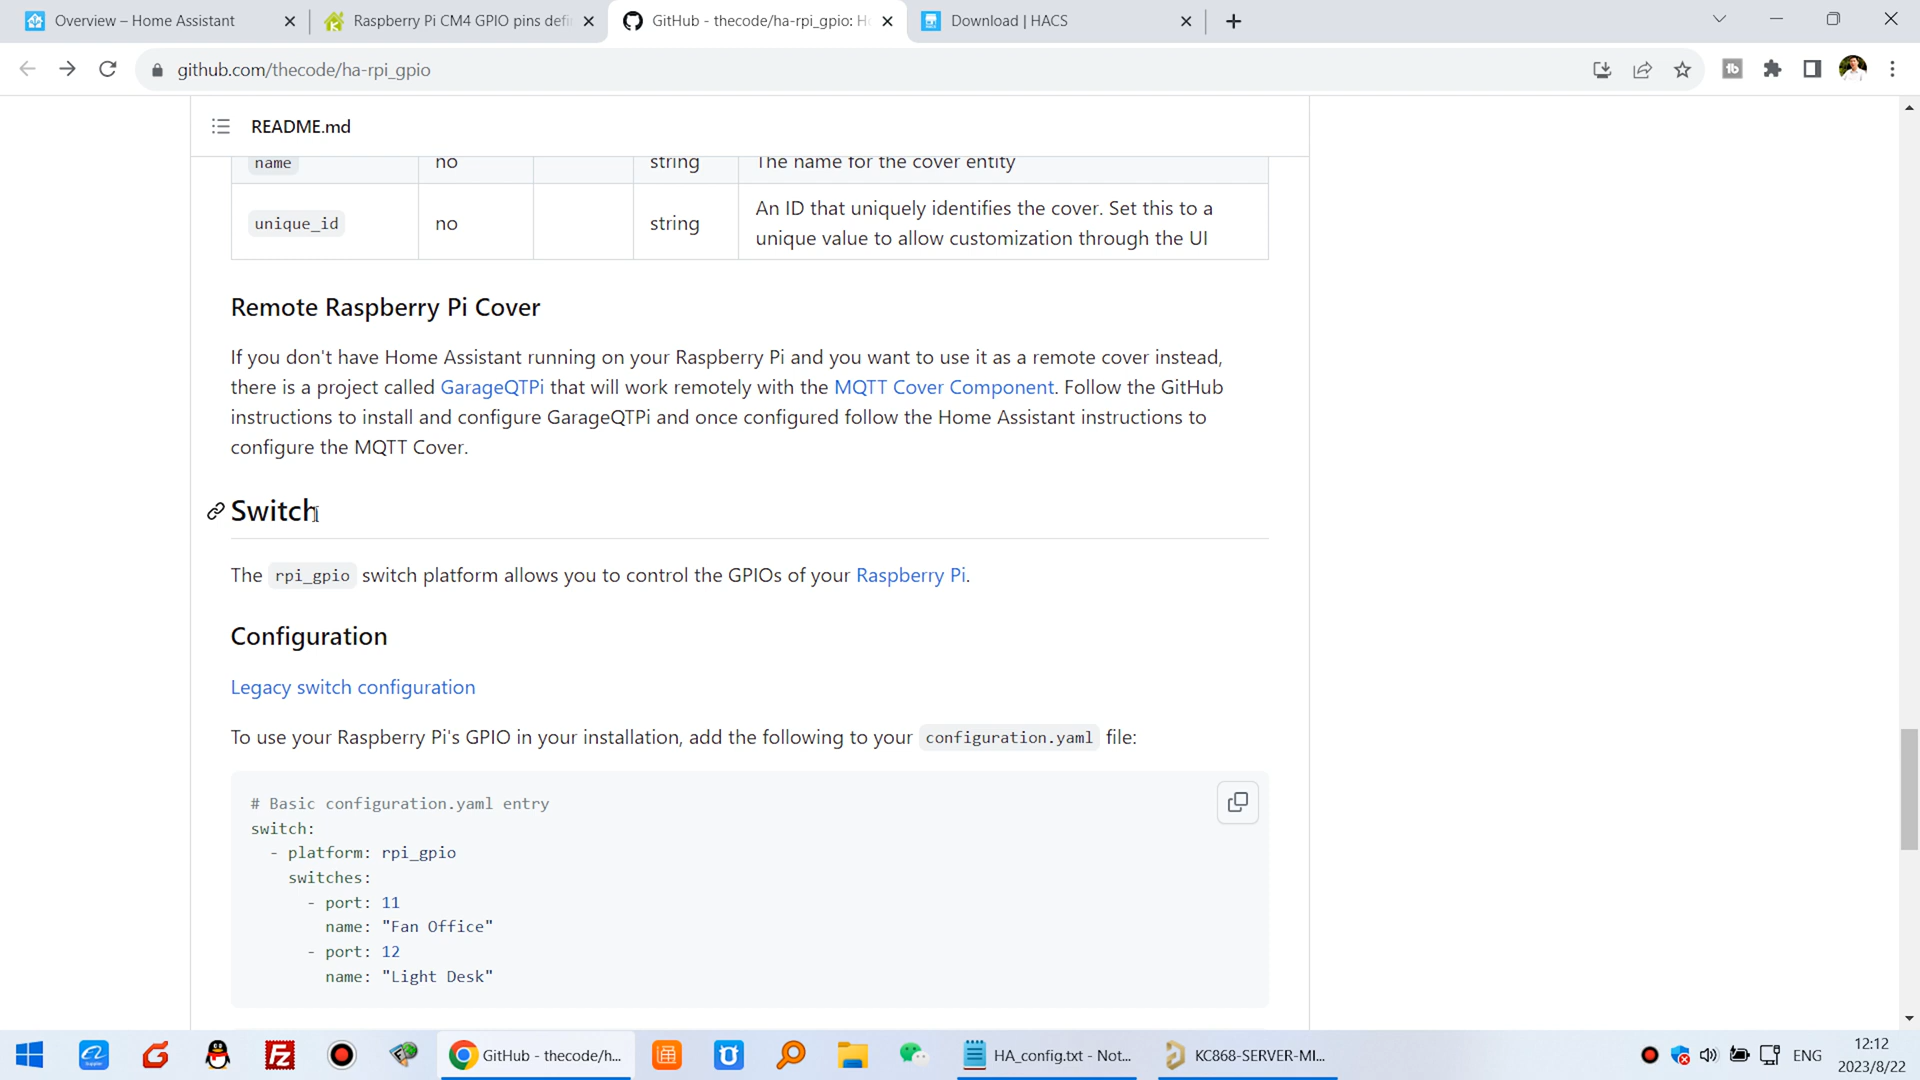 Overview – Home Assistant
Raspberry Pi CM4 GPIO pins defi
GitHub - thecode/ha-rpi_gpio: H
Download | HACS
github.com/thecode/ha-rpi_gpio
README.md
name no string The name for the cover entity
unique_id no string An ID that uniquely identifies the cover. Set this to a
unique value to allow customization through the UI
Remote Raspberry Pi Cover
If you don't have Home Assistant running on your Raspberry Pi and you want to use it as a remote cover instead,
there is a project called GarageQTPi that will work remotely with the MQTT Cover Component. Follow the GitHub
instructions to install and configure GarageQTPi and once configured follow the Home Assistant instructions to
configure the MQTT Cover.
Switch
The rpi_gpio switch platform allows you to control the GPIOs of your Raspberry Pi.
Configuration
Legacy switch configuration
To use your Raspberry Pi's GPIO in your installation, add the following to your configuration.yaml file:
# Basic configuration.yaml entry
switch:
- platform: rpi_gpio
switches:
- port: 11
name: "Fan Office"
- port: 12
name: "Light Desk"
GitHub - thecode/h...
HA_config.txt - Not...
KC868-SERVER-MI...
ENG
12:12
2023/8/22